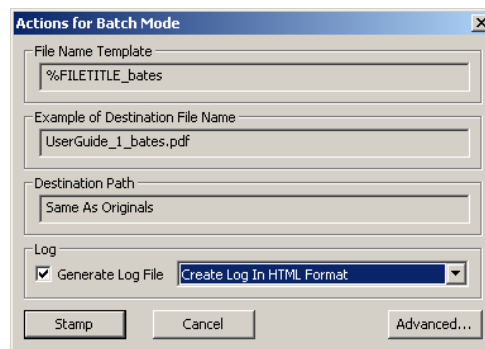 Actions for Batch Mode
File Name Template
%FILETITLE_bates
Example of Destination File Name
UserGuide_1_bates.pdf
Destination Path
Same As Originals
Log
Generate Log File Create Log In HTML Format
Stamp Cancel Advanced...